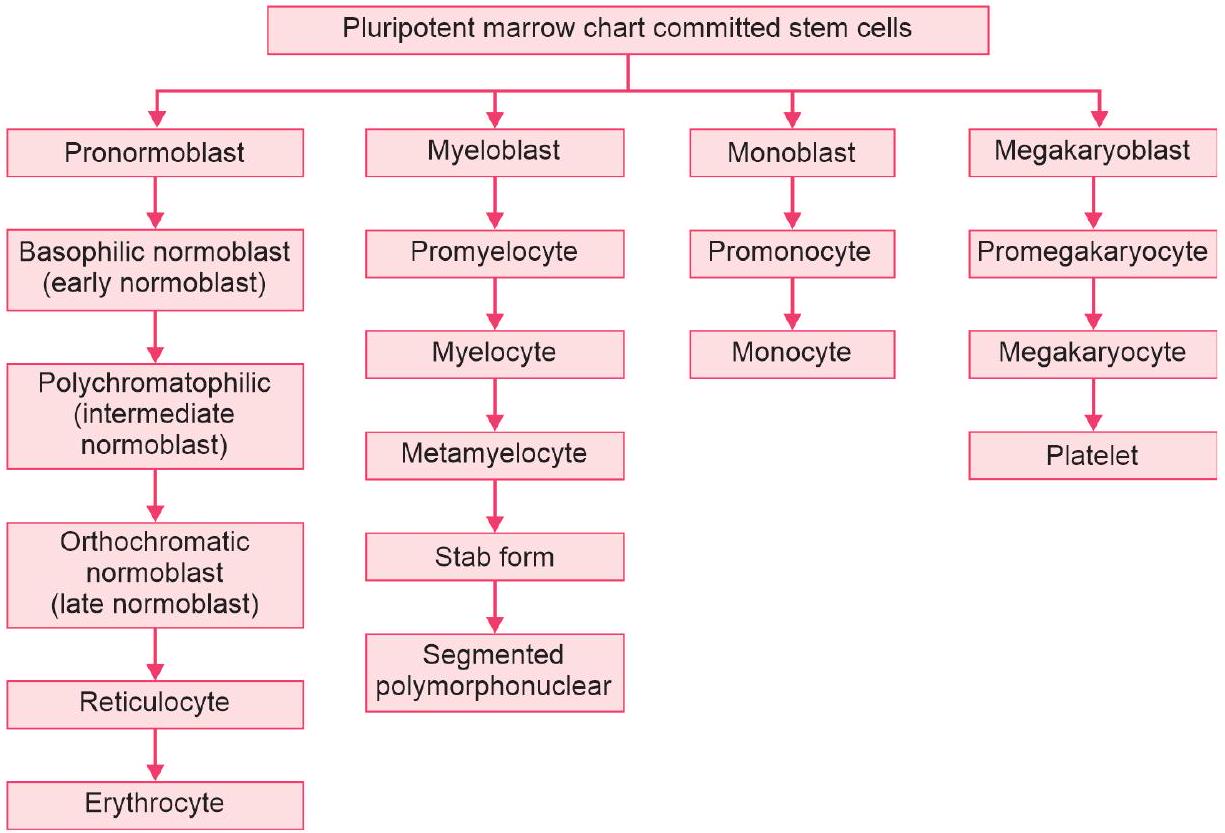 Pluripotent marrow chart committed stem cells
Pronormoblast
Basophilic normoblast
(early normoblast)
Polychromatophilic
(intermediate
normoblast)
Orthochromatic
normoblast
(late normoblast)
Reticulocyte
Erythrocyte
Myeloblast
Promyelocyte
Myelocyte
Metamyelocyte
Stab form
Segmented
polymorphonuclear
Monoblast
Promonocyte
Monocyte
Megakaryoblast
Promegakaryocyte
Megakaryocyte
Platelet